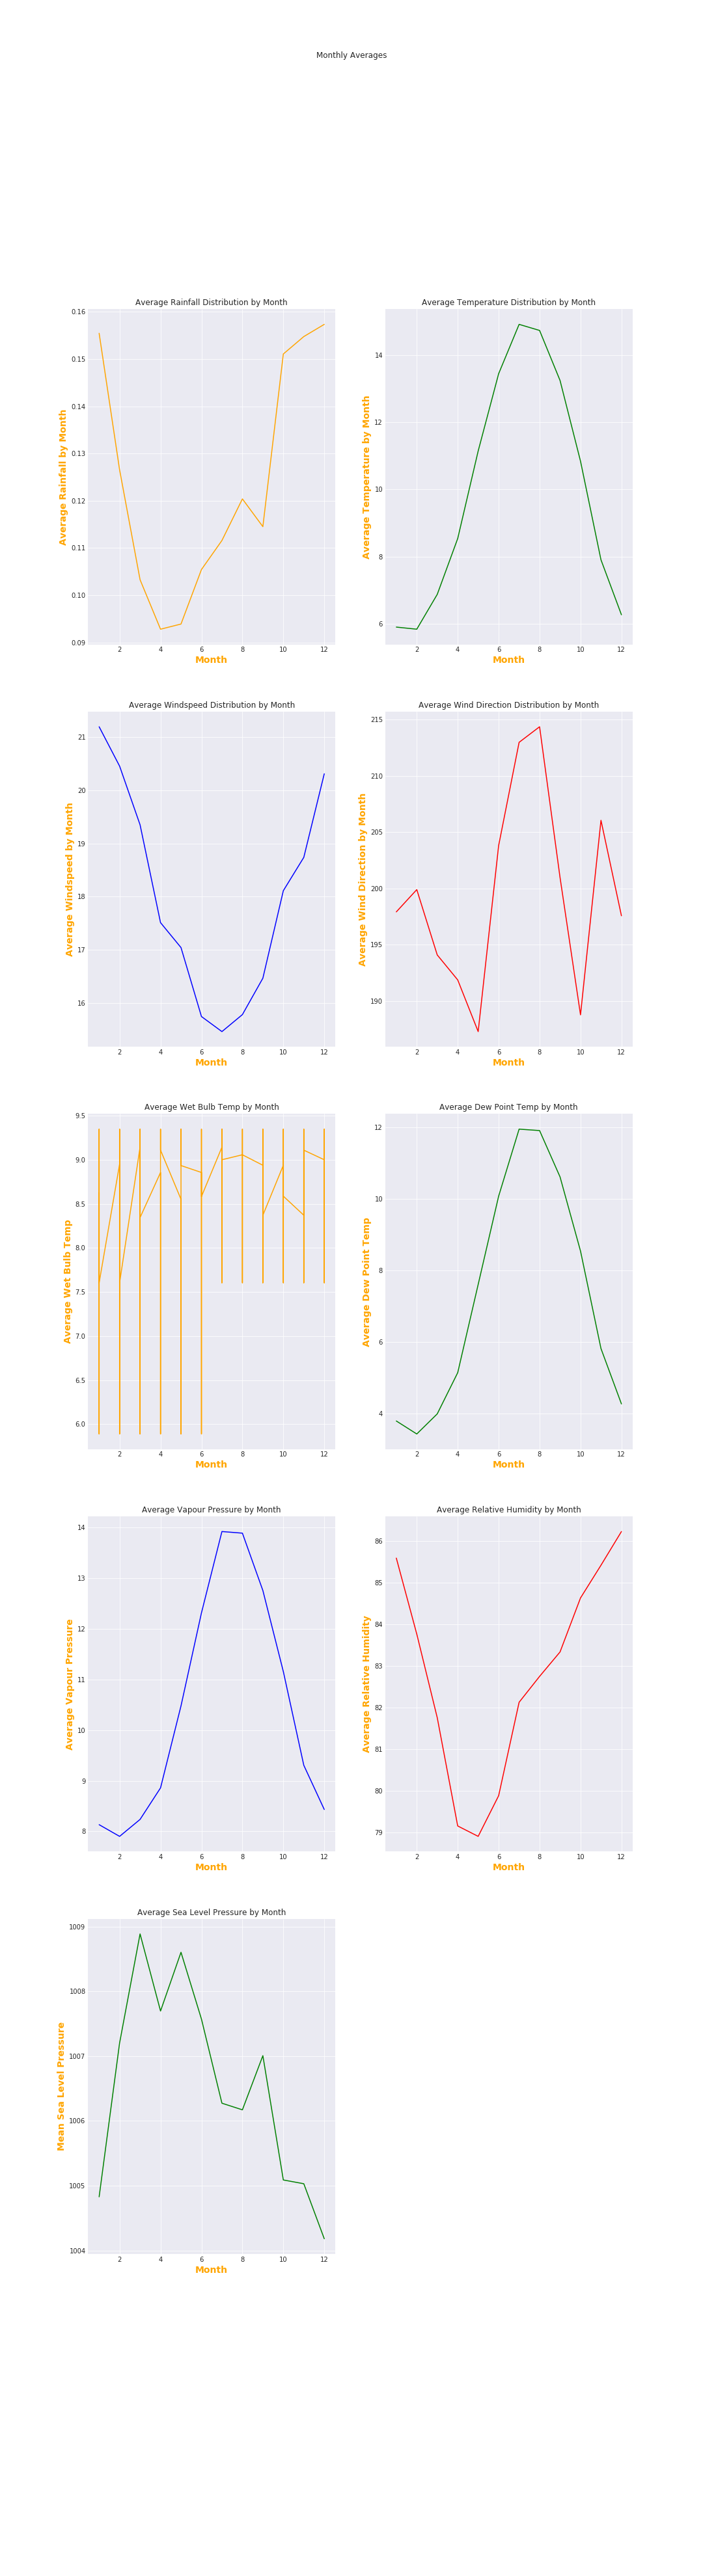 Monthly Averages
Average Rainfall Distribution by Month
Average Rainfall by Month
0.16
0.15
0.14
0.13
0.12
0.11
0.10
0.09
2 4 6 8 10 12
Month
Average Temperature Distribution by Month
Average Temperature by Month
14
12
10
8
6
2 4 6 8 10 12
Month
Average Windspeed Distribution by Month
Average Windspeed by Month
21
20
19
18
17
16
2 4 6 8 10 12
Month
Average Wind Direction Distribution by Month
Average Wind Direction by Month
215
210
205
200
195
190
2 4 6 8 10 12
Month
Average Wet Bulb Temp by Month
Average Wet Bulb Temp
9.5
9.0
8.5
8.0
7.5
7.0
6.5
6.0
2 4 6 8 10 12
Month
Average Dew Point Temp by Month
Average Dew Point Temp
12
10
8
6
4
2 4 6 8 10 12
Month
Average Vapour Pressure by Month
Average Vapour Pressure
14
13
12
11
10
9
8
2 4 6 8 10 12
Month
Average Relative Humidity by Month
Average Relative Humidity
86
85
84
83
82
81
80
79
2 4 6 8 10 12
Month
Average Sea Level Pressure by Month
Mean Sea Level Pressure
1009
1008
1007
1006
1005
1004
2 4 6 8 10 12
Month